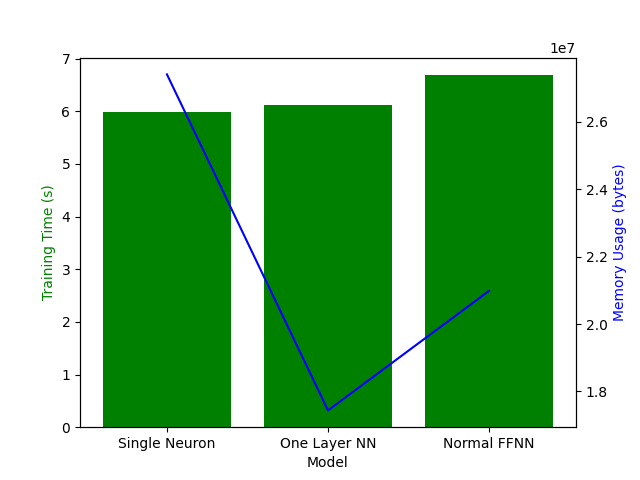 1e7
7
6
5
4
3
2
1
0
Training Time (s)
2.6
2.4
2.2
2.0
1.8
Memory Usage (bytes)
Single Neuron One Layer NN Normal FFNN
Model